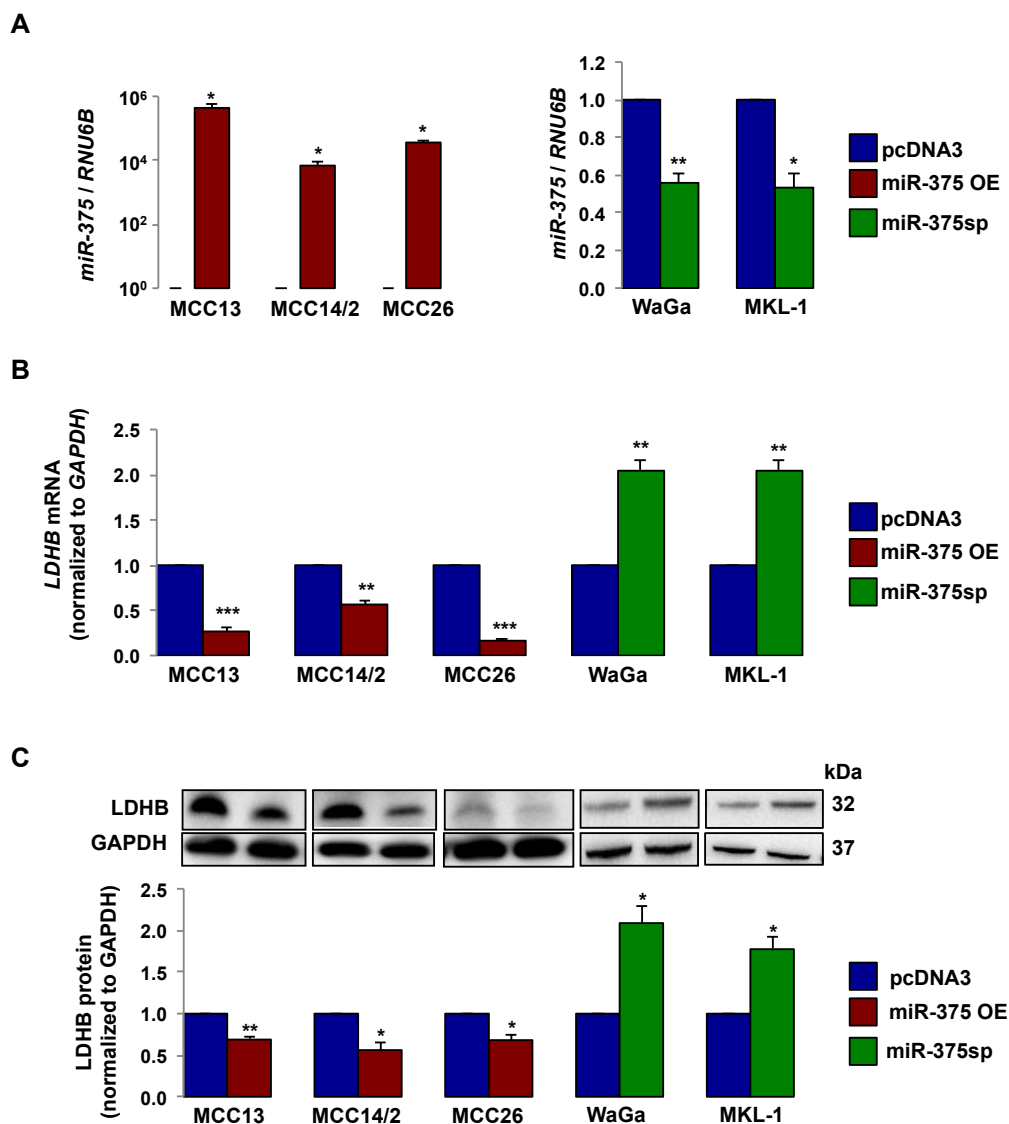 A
miR-375 / RNU6B
10⁶
10⁴
10²
10⁰
*
*
*
MCC13
MCC14/2
MCC26
miR-375 / RNU6B
1.2
1.0
0.8
0.6
0.4
0.2
0.0
**
*
WaGa
MKL-1
pcDNA3
miR-375 OE
miR-375sp
B
LDHB mRNA
(normalized to GAPDH)
2.5
2.0
1.5
1.0
0.5
0.0
***
**
***
**
**
MCC13
MCC14/2
MCC26
WaGa
MKL-1
pcDNA3
miR-375 OE
miR-375sp
C
kDa
LDHB
32
GAPDH
37
LDHB protein
(normalized to GAPDH)
2.5
2.0
1.5
1.0
0.5
0.0
**
*
*
*
*
MCC13
MCC14/2
MCC26
WaGa
MKL-1
pcDNA3
miR-375 OE
miR-375sp